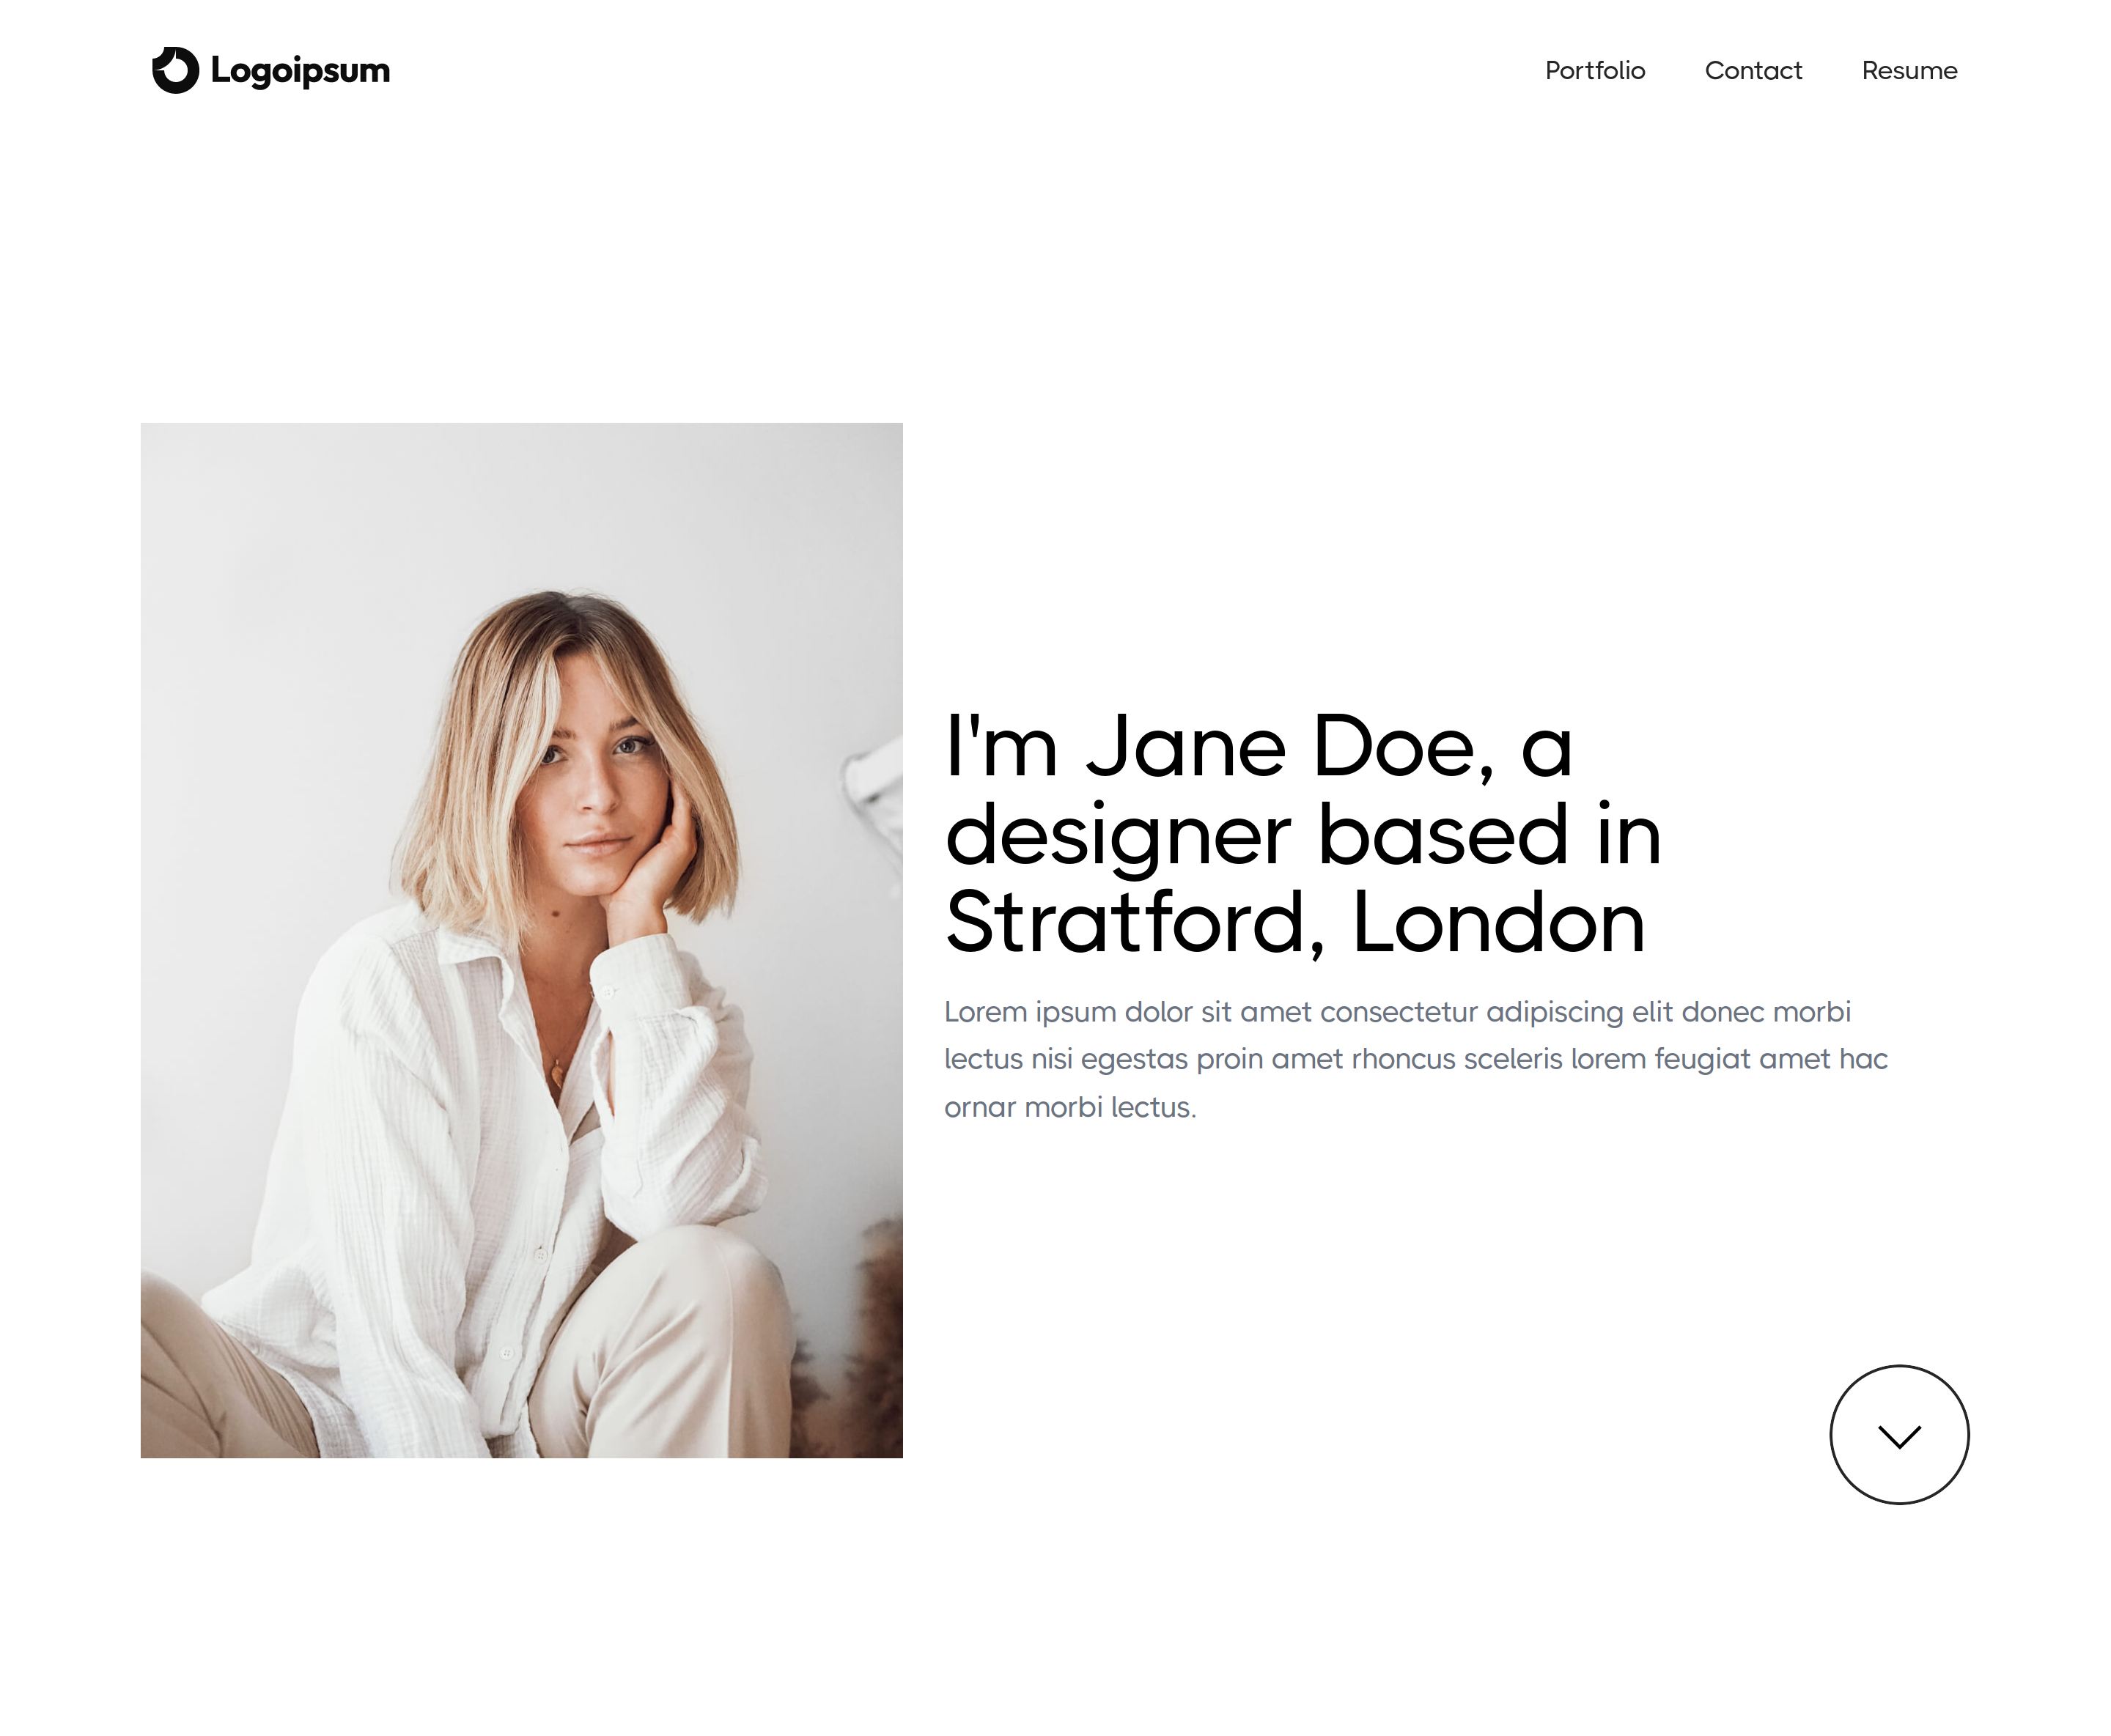 Logoipsum
Portfolio Contact Resume
I'm Jane Doe, a
designer based in
Stratford, London
Lorem ipsum dolor sit amet consectetur adipiscing elit donec morbi
lectus nisi egestas proin amet rhoncus sceleris lorem feugiat amet hac
ornar morbi lectus.